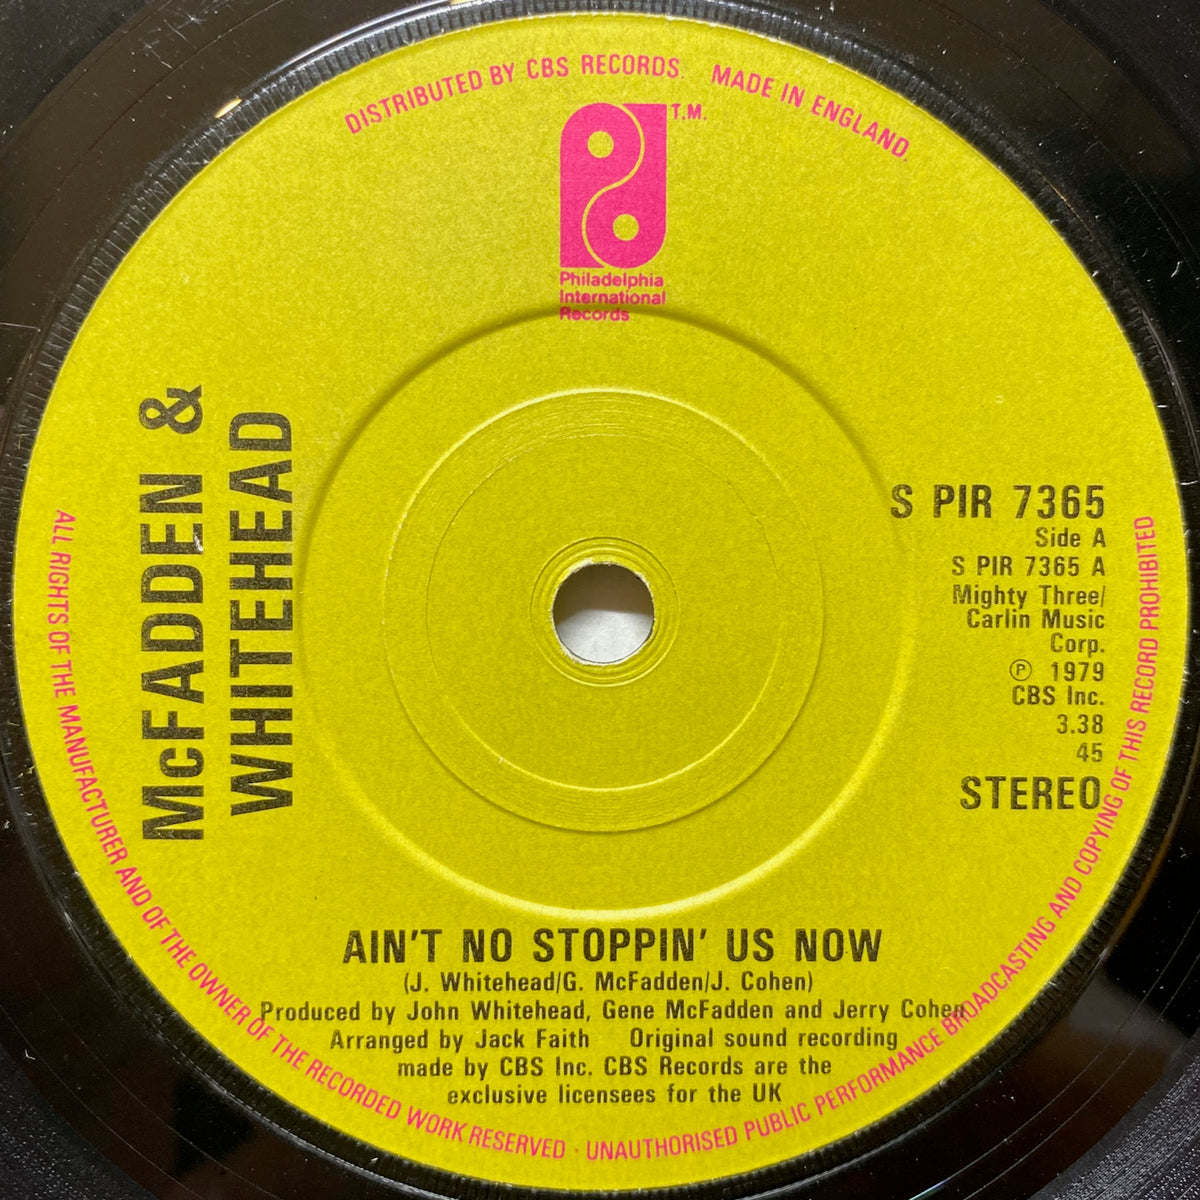 DISTRIBUTED BY CBS RECORDS. MADE IN ENGLAND.
T.M.
Philadelphia
International
Records
McFADDEN &
WHITEHEAD
S PIR 7365
Side A
S PIR 7365 A
Mighty Three/
Carlin Music
Corp.
℗ 1979
CBS Inc.
3.38
45
STEREO
AIN'T NO STOPPIN' US NOW
(J. Whitehead/G. McFadden/J. Cohen)
Produced by John Whitehead, Gene McFadden and Jerry Cohen
Arranged by Jack Faith Original sound recording
made by CBS Inc. CBS Records are the
exclusive licensees for the UK
ALL RIGHTS OF THE MANUFACTURER AND OF THE OWNER OF THE RECORDED WORK RESERVED · UNAUTHORISED PUBLIC PERFORMANCE BROADCASTING AND COPYING OF THIS RECORD PROHIBITED